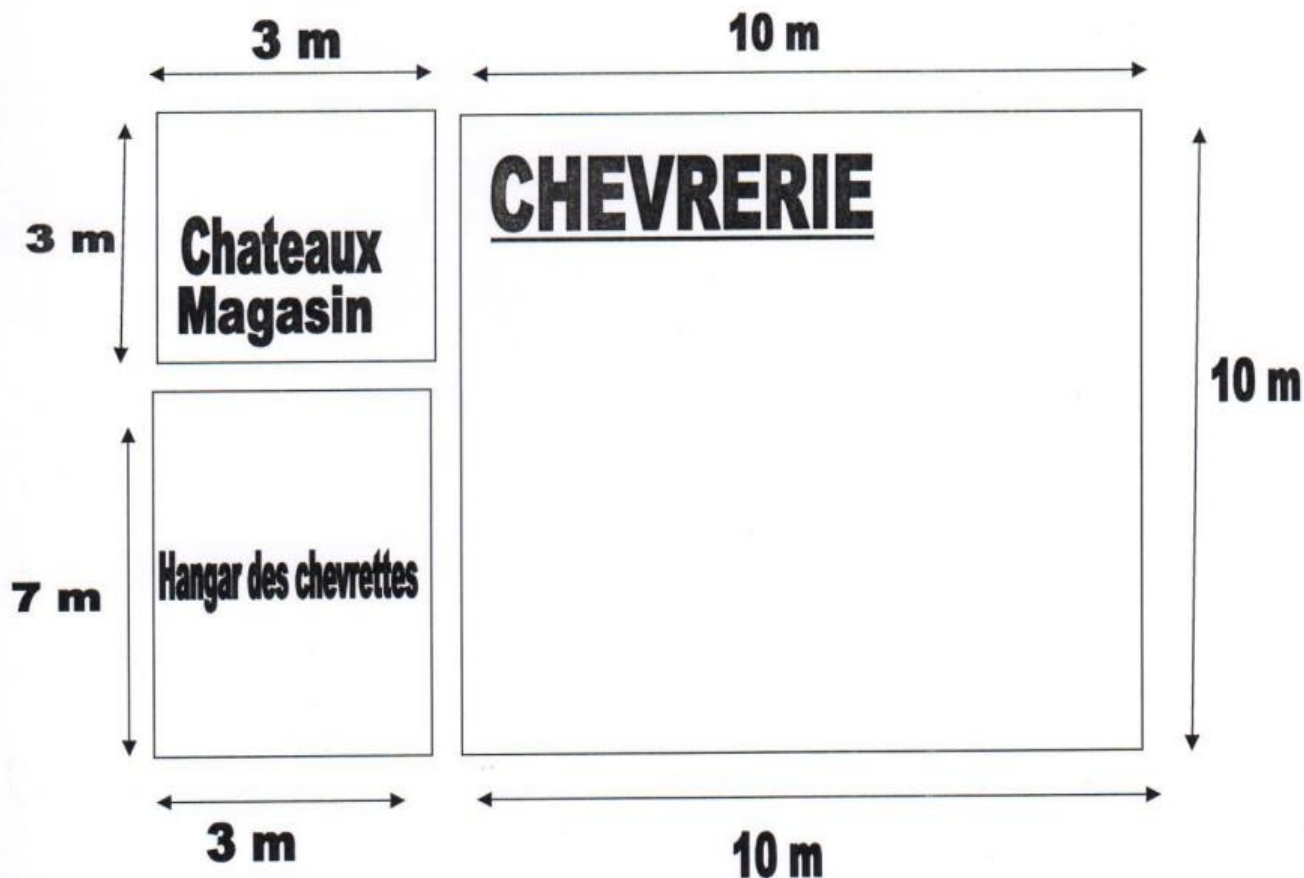 3 m
10 m
CHEVRERIE
3 m
Chateaux
Magasin
10 m
Hangar des chevrettes
7 m
3 m
10 m